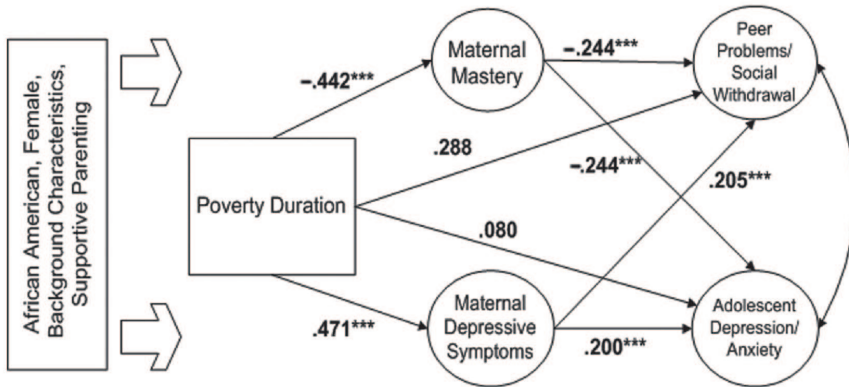 African American, Female,
Background Characteristics,
Supportive Parenting
Poverty Duration
–.442***
Maternal
Mastery
–.244***
Peer
Problems/
Social
Withdrawal
.288
–.244***
.205***
.080
.471***
Maternal
Depressive
Symptoms
.200***
Adolescent
Depression/
Anxiety